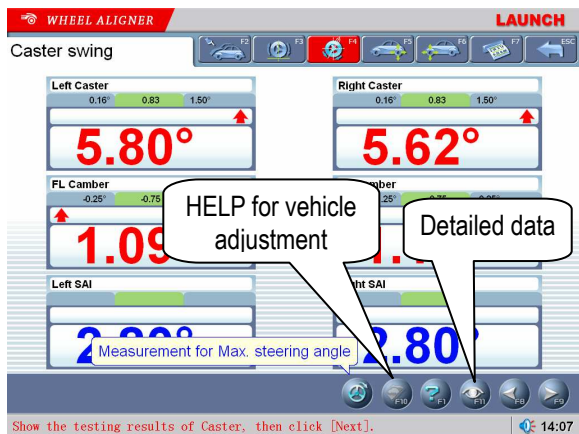 WHEEL ALIGNER
LAUNCH
Caster swing
F2 F3 F4 F5 F6 F7 ESC
Left Caster
0.16° 0.83 1.50°
5.80°
Right Caster
0.16° 0.83 1.50°
5.62°
FL Camber
-0.25° -0.75
1.09
HELP for vehicle
adjustment
Detailed data
Left SAI
SAI
2.80°
Measurement for Max. steering angle
F10 F1 F11 F8 F9
Show the testing results of Caster, then click [Next].
14:07